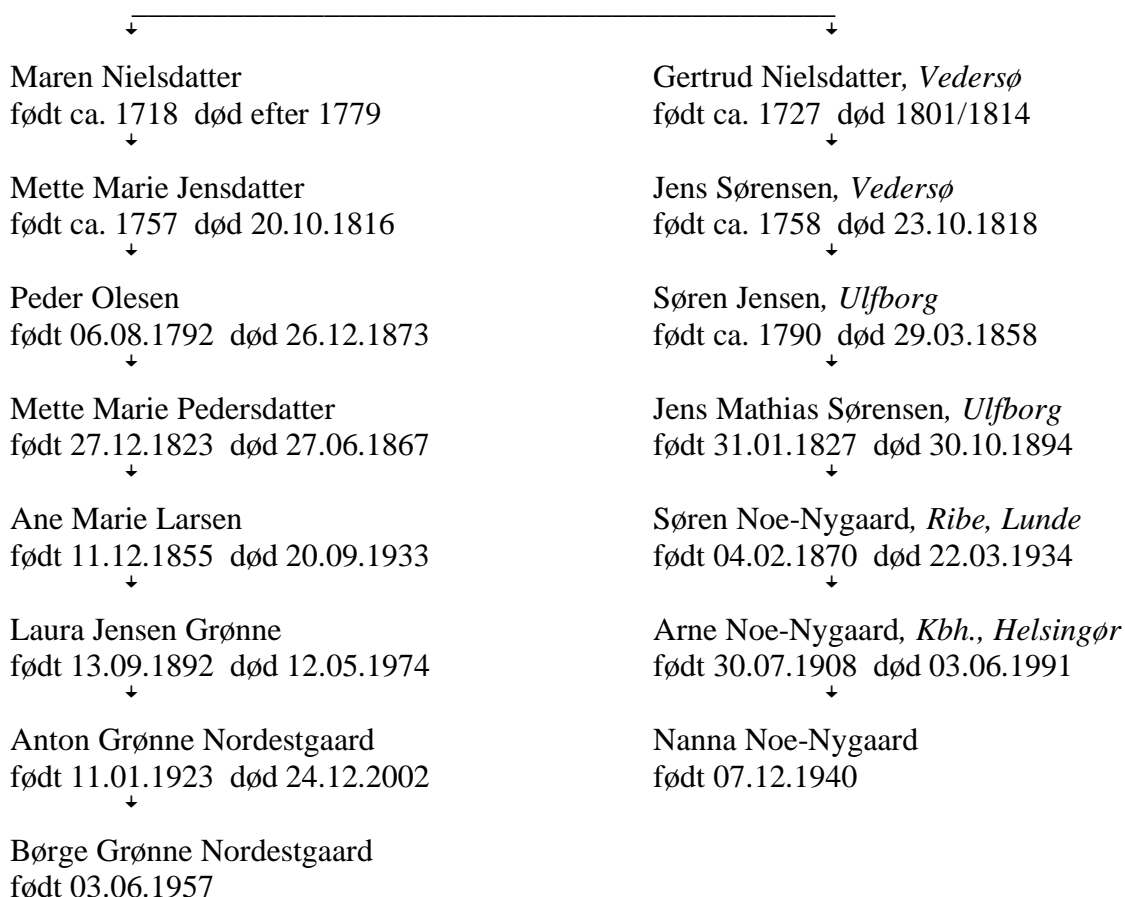 Maren Nielsdatter
født ca. 1718 død efter 1779
Mette Marie Jensdatter
født ca. 1757 død 20.10.1816
Peder Olesen
født 06.08.1792 død 26.12.1873
Mette Marie Pedersdatter
født 27.12.1823 død 27.06.1867
Ane Marie Larsen
født 11.12.1855 død 20.09.1933
Laura Jensen Grønne
født 13.09.1892 død 12.05.1974
Anton Grønne Nordestgaard
født 11.01.1923 død 24.12.2002
Børge Grønne Nordestgaard
født 03.06.1957
Gertrud Nielsdatter, Vedersø
født ca. 1727 død 1801/1814
Jens Sørensen, Vedersø
født ca. 1758 død 23.10.1818
Søren Jensen, Ulfborg
født ca. 1790 død 29.03.1858
Jens Mathias Sørensen, Ulfborg
født 31.01.1827 død 30.10.1894
Søren Noe-Nygaard, Ribe, Lunde
født 04.02.1870 død 22.03.1934
Arne Noe-Nygaard, Kbh., Helsingør
født 30.07.1908 død 03.06.1991
Nanna Noe-Nygaard
født 07.12.1940